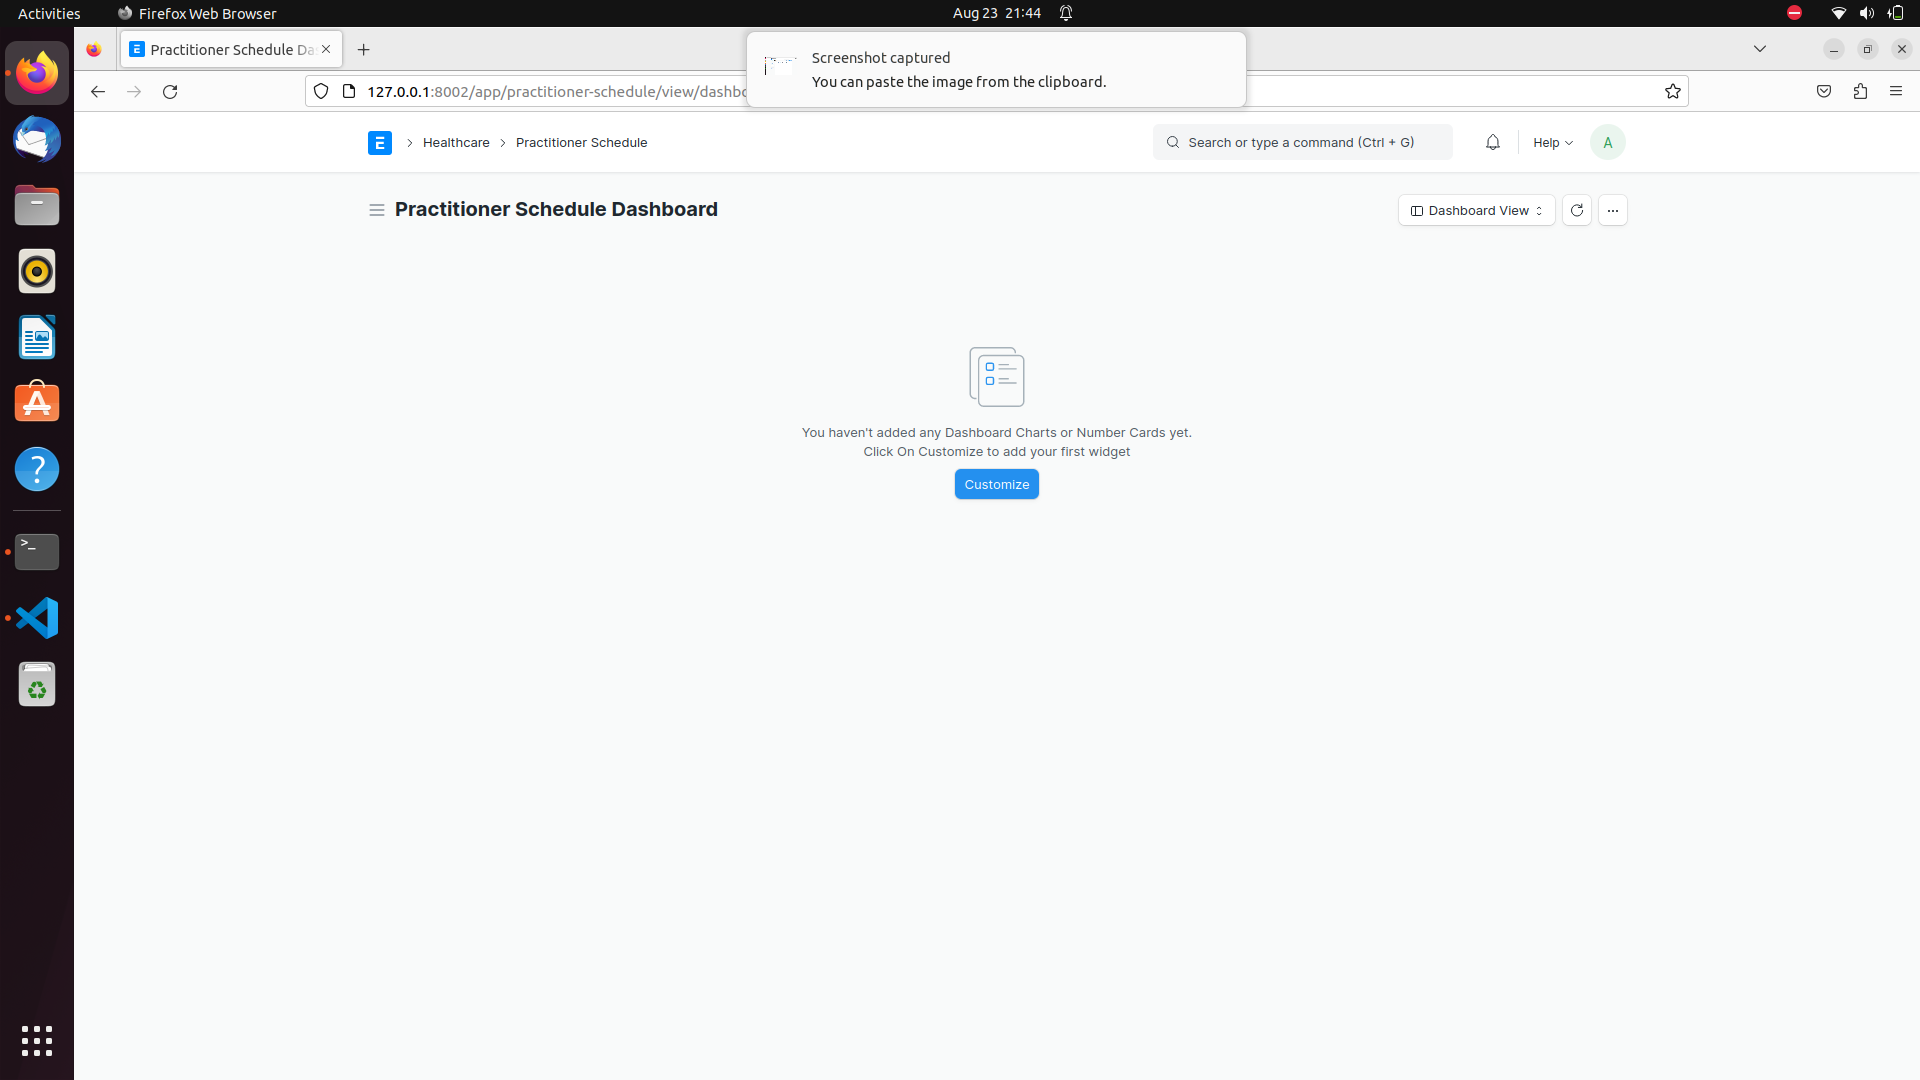 Activities
Firefox Web Browser
Aug 23 21:44
Practitioner Schedule Da
Screenshot captured
You can paste the image from the clipboard.
127.0.0.1:8002/app/practitioner-schedule/view/dashbo
E
Healthcare
Practitioner Schedule
Search or type a command (Ctrl + G)
Help
A
Practitioner Schedule Dashboard
Dashboard View
You haven't added any Dashboard Charts or Number Cards yet.
Click On Customize to add your first widget
Customize